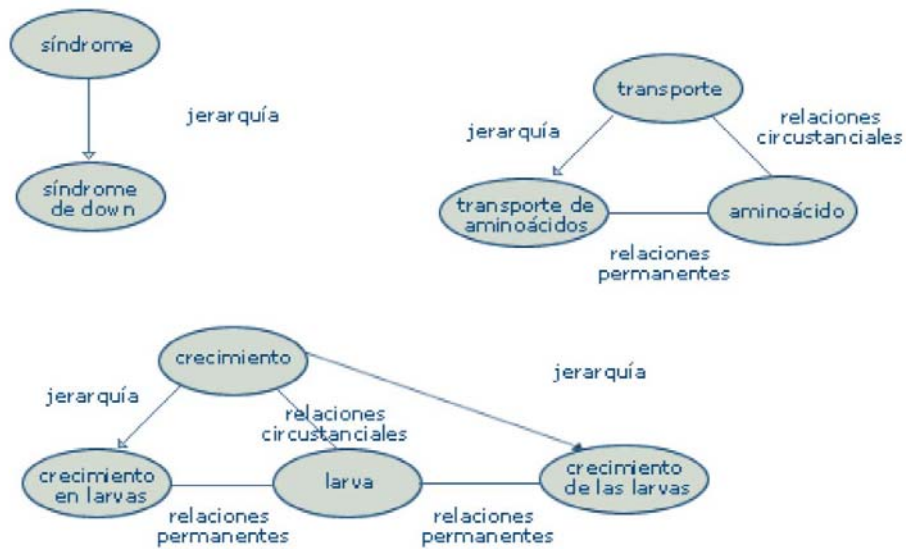 síndrome
jerarquía
síndrome
de down
transporte
jerarquía
relaciones
circustanciales
transporte de
aminoácidos
aminoácido
relaciones
permanentes
crecimiento
jerarquía
jerarquía
relaciones
circustanciales
crecimiento
en larvas
larva
crecimiento
de las larvas
relaciones
permanentes
relaciones
permanentes